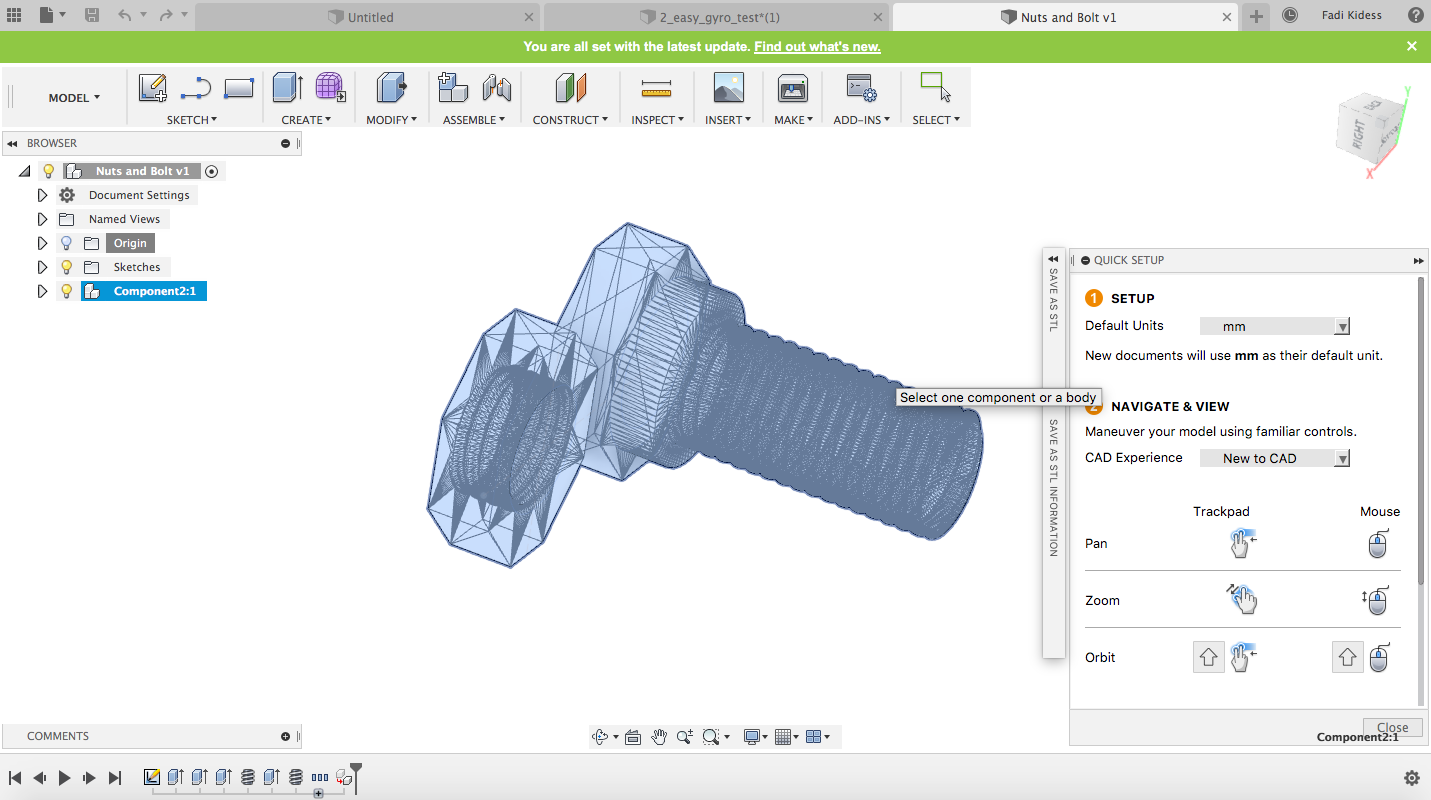 Untitled
2_easy_gyro_test*(1)
Nuts and Bolt v1
Fadi Kidess
You are all set with the latest update. Find out what's new.
MODEL
SKETCH
CREATE
MODIFY
ASSEMBLE
CONSTRUCT
INSPECT
INSERT
MAKE
ADD-INS
SELECT
RIGHT
Y
X
BROWSER
Nuts and Bolt v1
Document Settings
Named Views
Origin
Sketches
Component2:1
Select one component or a body
SAVE AS STL
SAVE AS STL INFORMATION
QUICK SETUP
1 SETUP
Default Units mm
New documents will use mm as their default unit.
2 NAVIGATE & VIEW
Maneuver your model using familiar controls.
CAD Experience New to CAD
Trackpad Mouse
Pan
Zoom
Orbit
Close
Component2:1
COMMENTS